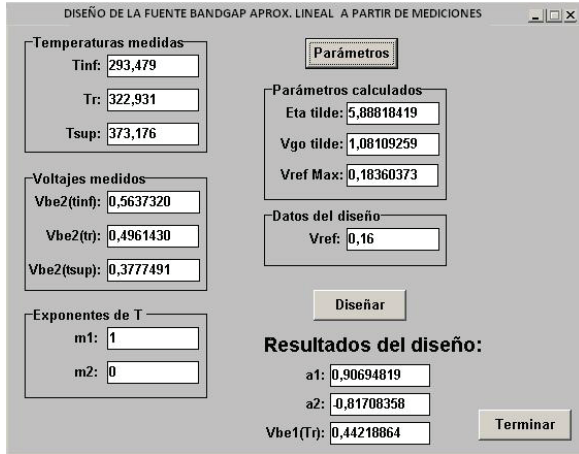 DISEÑO DE LA FUENTE BANDGAP APROX. LINEAL A PARTIR DE MEDICIONES
Temperaturas medidas
Tinf: 293,479
Tr: 322,931
Tsup: 373,176
Voltajes medidos
Vbe2(tinf): 0,5637320
Vbe2(tr): 0,4961430
Vbe2(tsup): 0,3777491
Exponentes de T
m1: 1
m2: 0
Parámetros
Parámetros calculados
Eta tilde: 5,88818419
Vgo tilde: 1,08109259
Vref Max: 0,18360373
Datos del diseño
Vref: 0,16
Diseñar
Resultados del diseño:
a1: 0,90694819
a2: -0,81708358
Vbe1(Tr): 0,44218864
Terminar